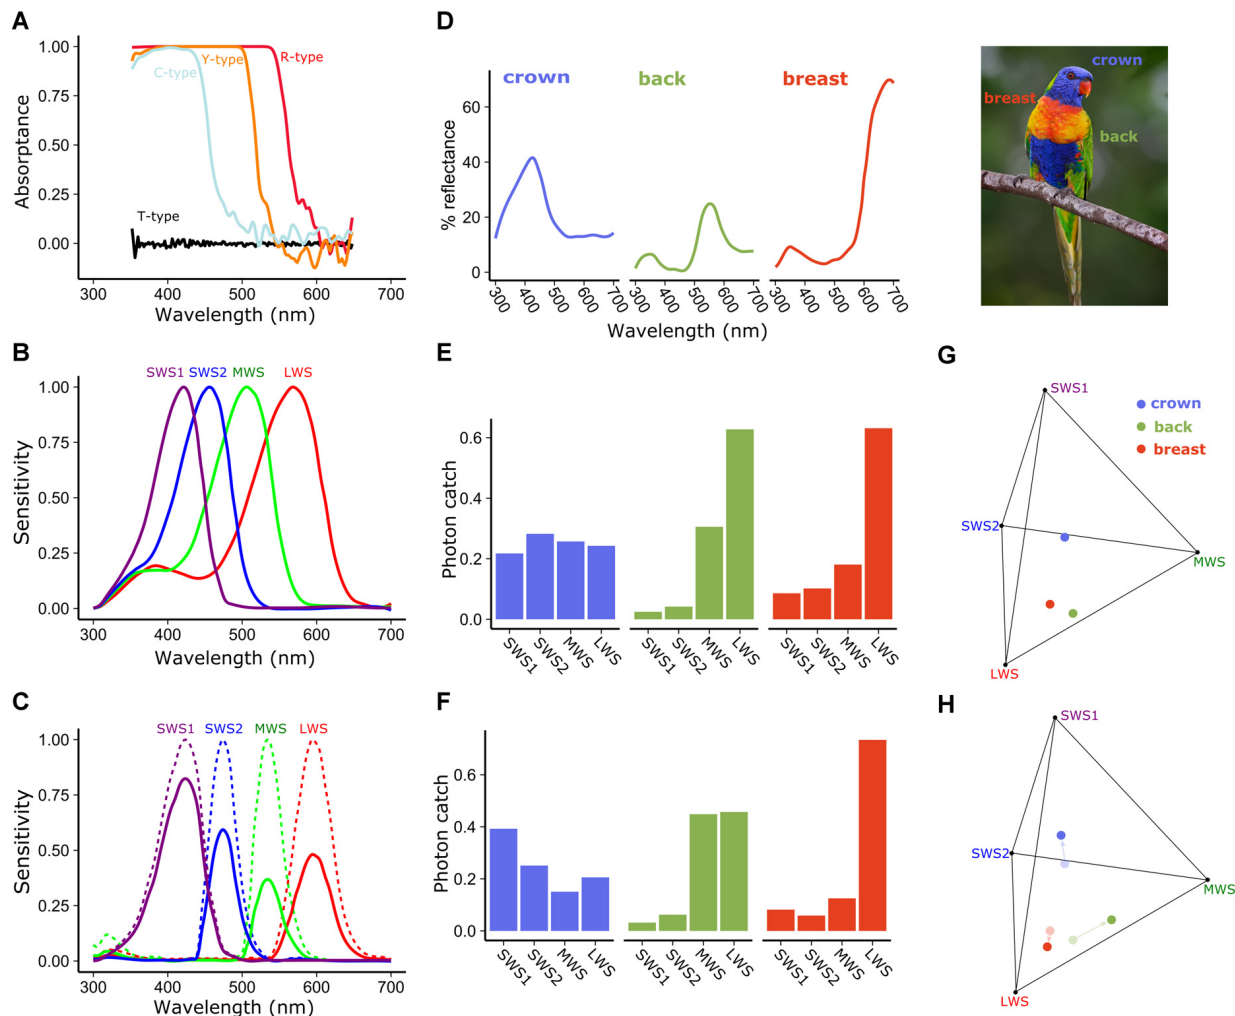 A
1.00
0.75
0.50
0.25
0.00
Absorptance
C-type
Y-type
R-type
T-type
300
400
500
600
700
Wavelength (nm)
B
SWS1
SWS2
MWS
LWS
1.00
0.75
0.50
0.25
0.00
Sensitivity
300
400
500
600
700
Wavelength (nm)
C
SWS1
SWS2
MWS
LWS
1.00
0.75
0.50
0.25
0.00
Sensitivity
300
400
500
600
700
Wavelength (nm)
D
crown
back
breast
60
40
20
0
% reflectance
300
400
500
600
700
300
400
500
600
700
300
400
500
600
700
Wavelength (nm)
crown
breast
back
E
0.6
0.4
0.2
0.0
Photon catch
SWS1
SWS2
MWS
LWS
SWS1
SWS2
MWS
LWS
SWS1
SWS2
MWS
LWS
F
0.6
0.4
0.2
0.0
Photon catch
SWS1
SWS2
MWS
LWS
SWS1
SWS2
MWS
LWS
SWS1
SWS2
MWS
LWS
G
SWS1
crown
back
breast
SWS2
MWS
LWS
H
SWS1
SWS2
MWS
LWS